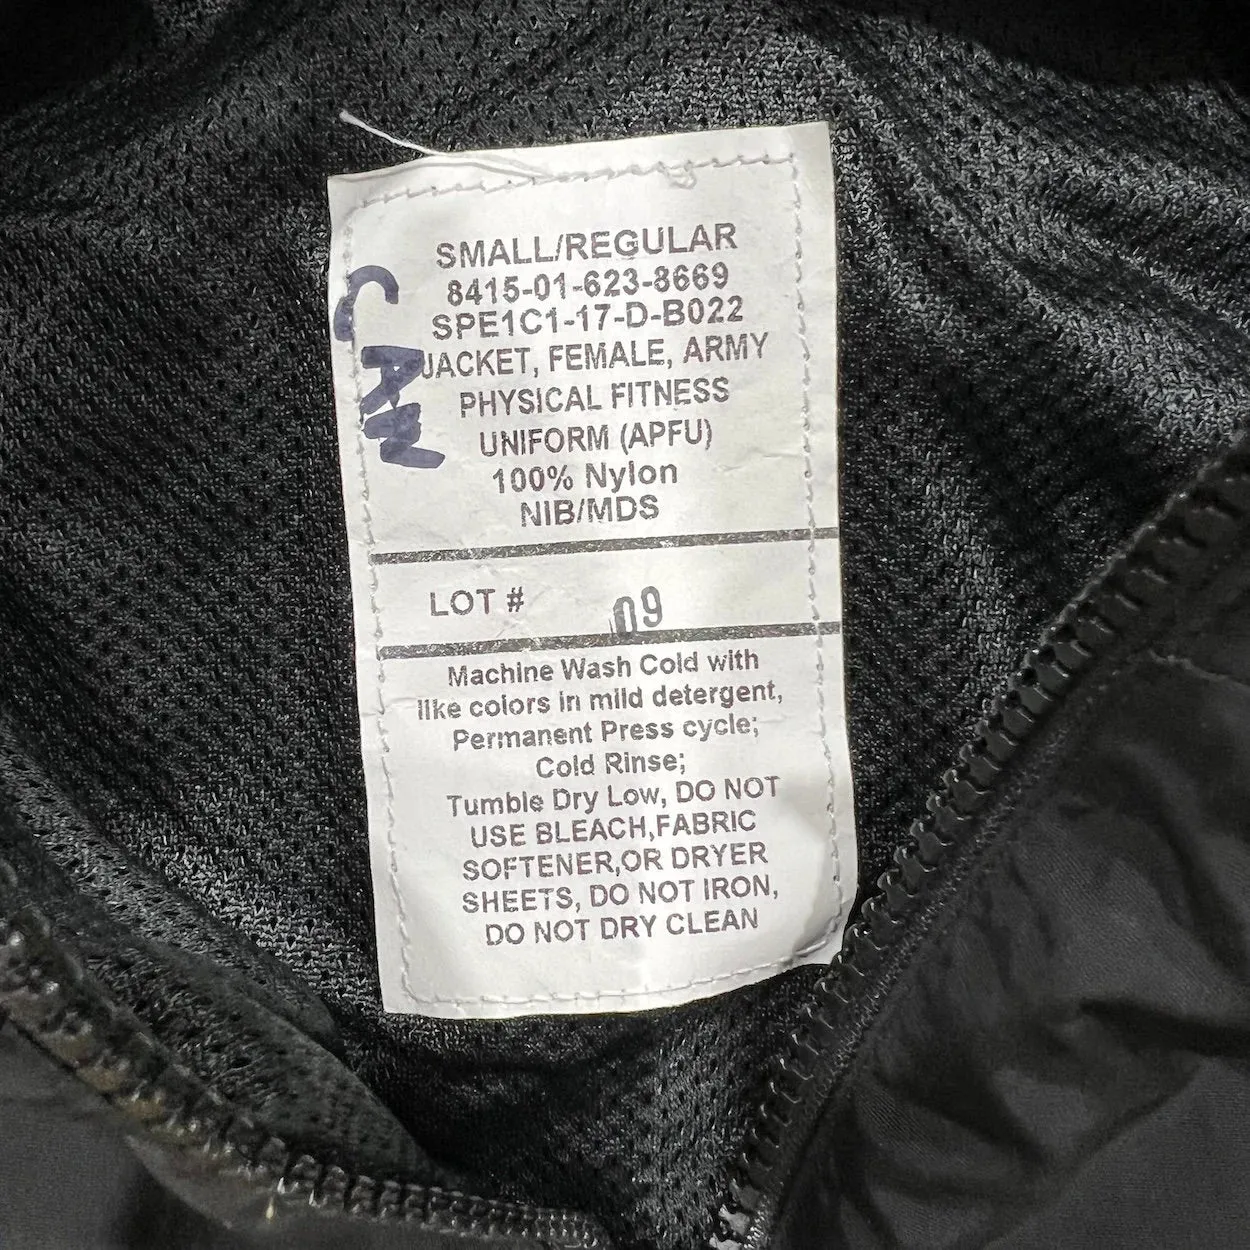 SMALL/REGULAR
8415-01-623-8669
SPE1C1-17-D-B022
JACKET, FEMALE, ARMY
PHYSICAL FITNESS
UNIFORM (APFU)
100% Nylon
NIB/MDS
LOT # 09
Machine Wash Cold with
like colors in mild detergent,
Permanent Press cycle;
Cold Rinse;
Tumble Dry Low, DO NOT
USE BLEACH,FABRIC
SOFTENER,OR DRYER
SHEETS, DO NOT IRON,
DO NOT DRY CLEAN